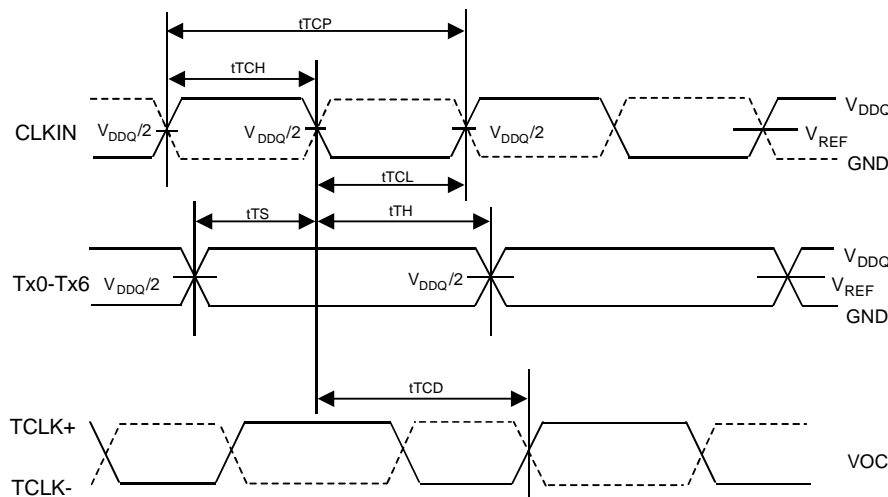 tTCP
tTCH
CLKIN
V_DDQ/2
V_DDQ/2
V_DDQ/2
V_DDQ
V_REF
GND
tTCL
tTS
tTH
Tx0-Tx6
V_DDQ/2
V_DDQ/2
V_DDQ
V_REF
GND
tTCD
TCLK+
TCLK-
VOC